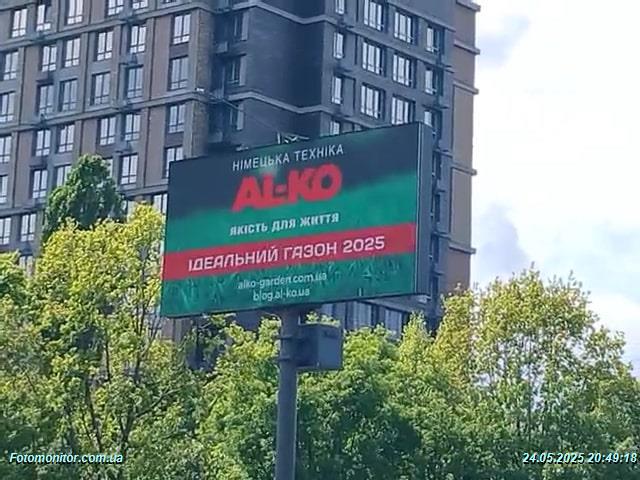 НІМЕЦЬКА ТЕХНІКА
AL-KO
ЯКІСТЬ ДЛЯ ЖИТТЯ
ІДЕАЛЬНИЙ ГАЗОН 2025
alko-garden.com.ua
blog.al-ko.ua
Fotomonitor.com.ua
24.05.2025 20:49:18